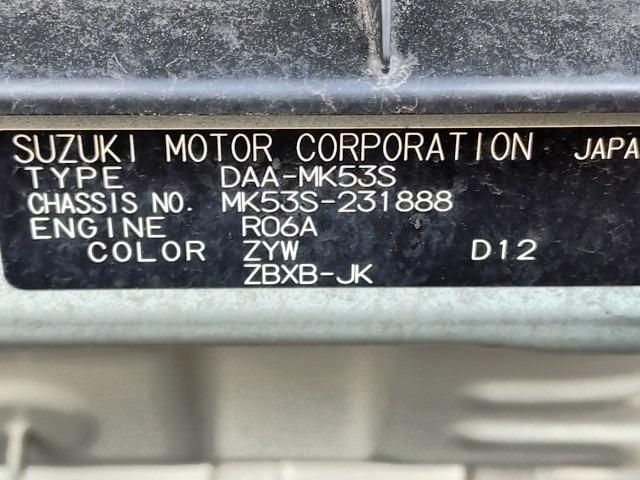 SUZUKI MOTOR CORPORATION JAPA
TYPE DAA-MK53S
CHASSIS NO. MK53S-231888
ENGINE R06A
COLOR ZYW D12
ZBXB-JK